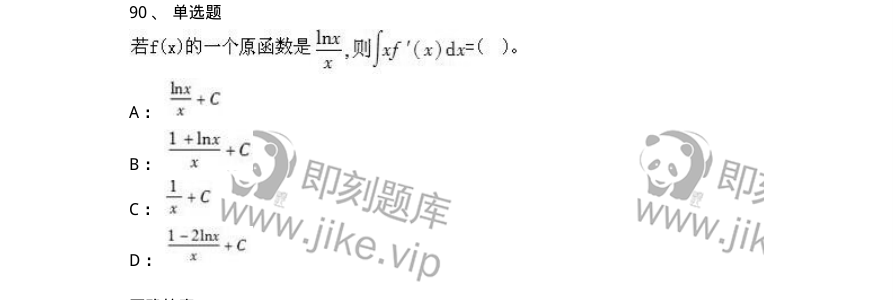 90 、 单选题
若f(x)的一个原函数是 lnx/x ,则∫xf ′(x)dx=( )。
A： lnx/x + C
B： (1 +lnx)/x + C
C： 1/x + C
D： (1－2lnx)/x + C
即刻题库
www.jike.vip
即刻
www.jik